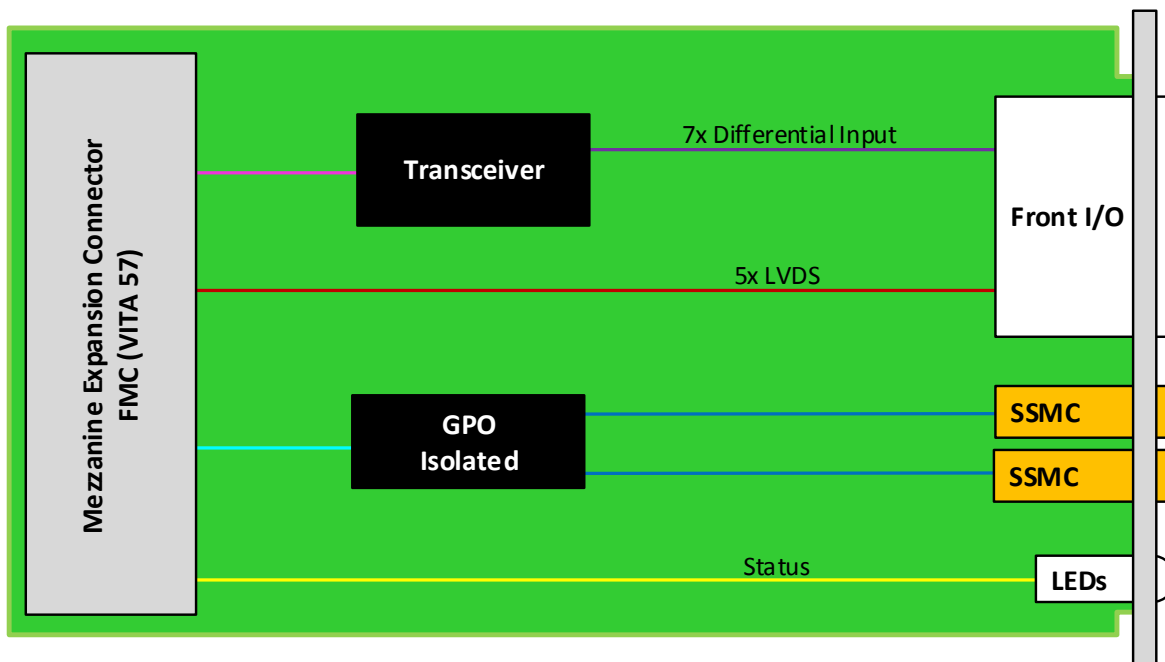 Mezzanine Expansion Connector
FMC (VITA 57)
Transceiver
7x Differential Input
Front I/O
5x LVDS
GPO
Isolated
SSMC
SSMC
Status
LEDs